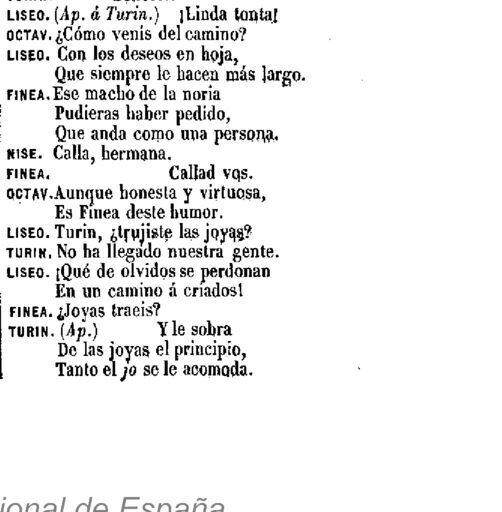 LISEO. (Ap. á Turin.) ¡Linda tonta!
OCTAV. ¿Cómo venis del camino?
LISEO. Con los deseos en hoja,
Que siempre le hacen más largo.
FINEA. Ese macho de la noria
Pudieras haber pedido,
Que anda como una persona.
NISE. Calla, hermana.
FINEA. Callad vos.
OCTAV. Aunque honesta y virtuosa,
Es Finea deste humor.
LISEO. Turin, ¿trujiste las joyas?
TURIN. No ha llegado nuestra gente.
LISEO. ¡Qué de olvidos se perdonan
En un camino á criados!
FINEA. ¿Joyas traeis?
TURIN. (Ap.) Y le sobra
De las joyas el principio,
Tanto el jo se le acomoda.
ional de España